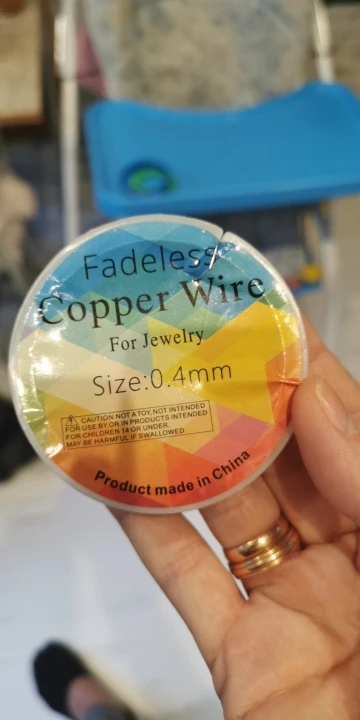 Fadeless
Copper Wire
For Jewelry
Size:0.4mm
CAUTION NOT A TOY, NOT INTENDED
FOR USE BY OR IN PRODUCTS INTENDED
FOR CHILDREN 14 OR UNDER.
MAY BE HARMFUL IF SWALLOWED.
Product made in China